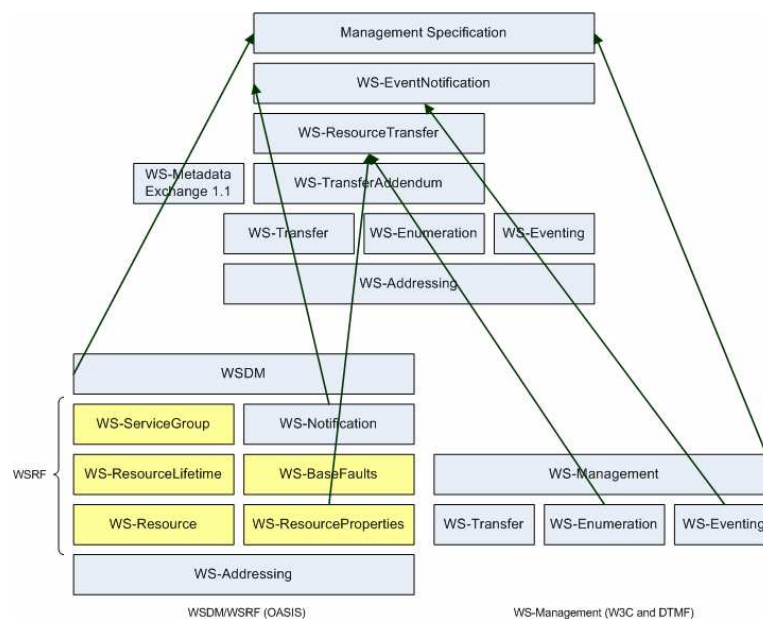 Management Specification
WS-EventNotification
WS-ResourceTransfer
WS-Metadata
Exchange 1.1
WS-TransferAddendum
WS-Transfer
WS-Enumeration
WS-Eventing
WS-Addressing
WSDM
WS-ServiceGroup
WS-Notification
WSRF
WS-ResourceLifetime
WS-BaseFaults
WS-Management
WS-Resource
WS-ResourceProperties
WS-Transfer
WS-Enumeration
WS-Eventing
WS-Addressing
WSDM/WSRF (OASIS)
WS-Management (W3C and DTMF)